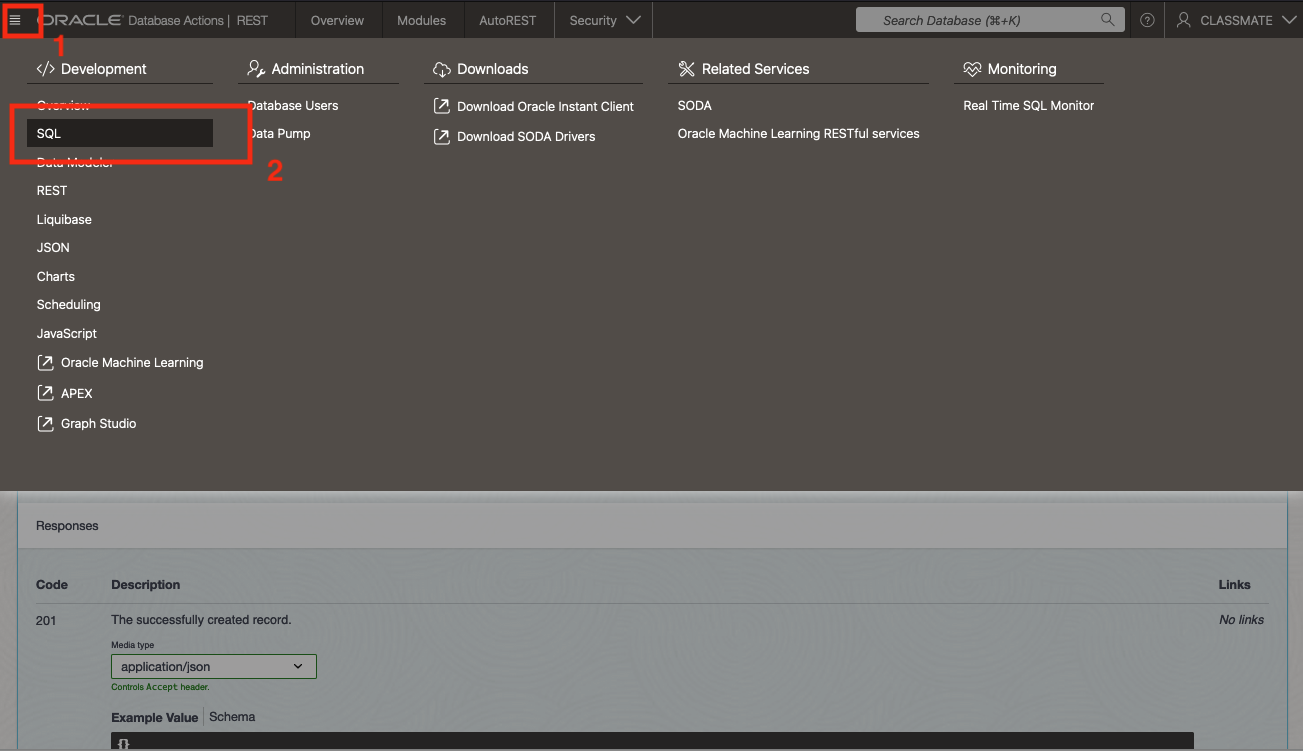 ORACLE Database Actions | REST Overview Modules AutoREST Security Search Database (⌘+K) CLASSMATE
1
Development
Overview
SQL
2
Data Modeler
REST
Liquibase
JSON
Charts
Scheduling
JavaScript
Oracle Machine Learning
APEX
Graph Studio
Administration
Database Users
Data Pump
Downloads
Download Oracle Instant Client
Download SODA Drivers
Related Services
SODA
Oracle Machine Learning RESTful services
Monitoring
Real Time SQL Monitor
Responses
Code Description Links
201 The successfully created record. No links
Media type
application/json
Controls Accept header.
Example Value Schema
{}